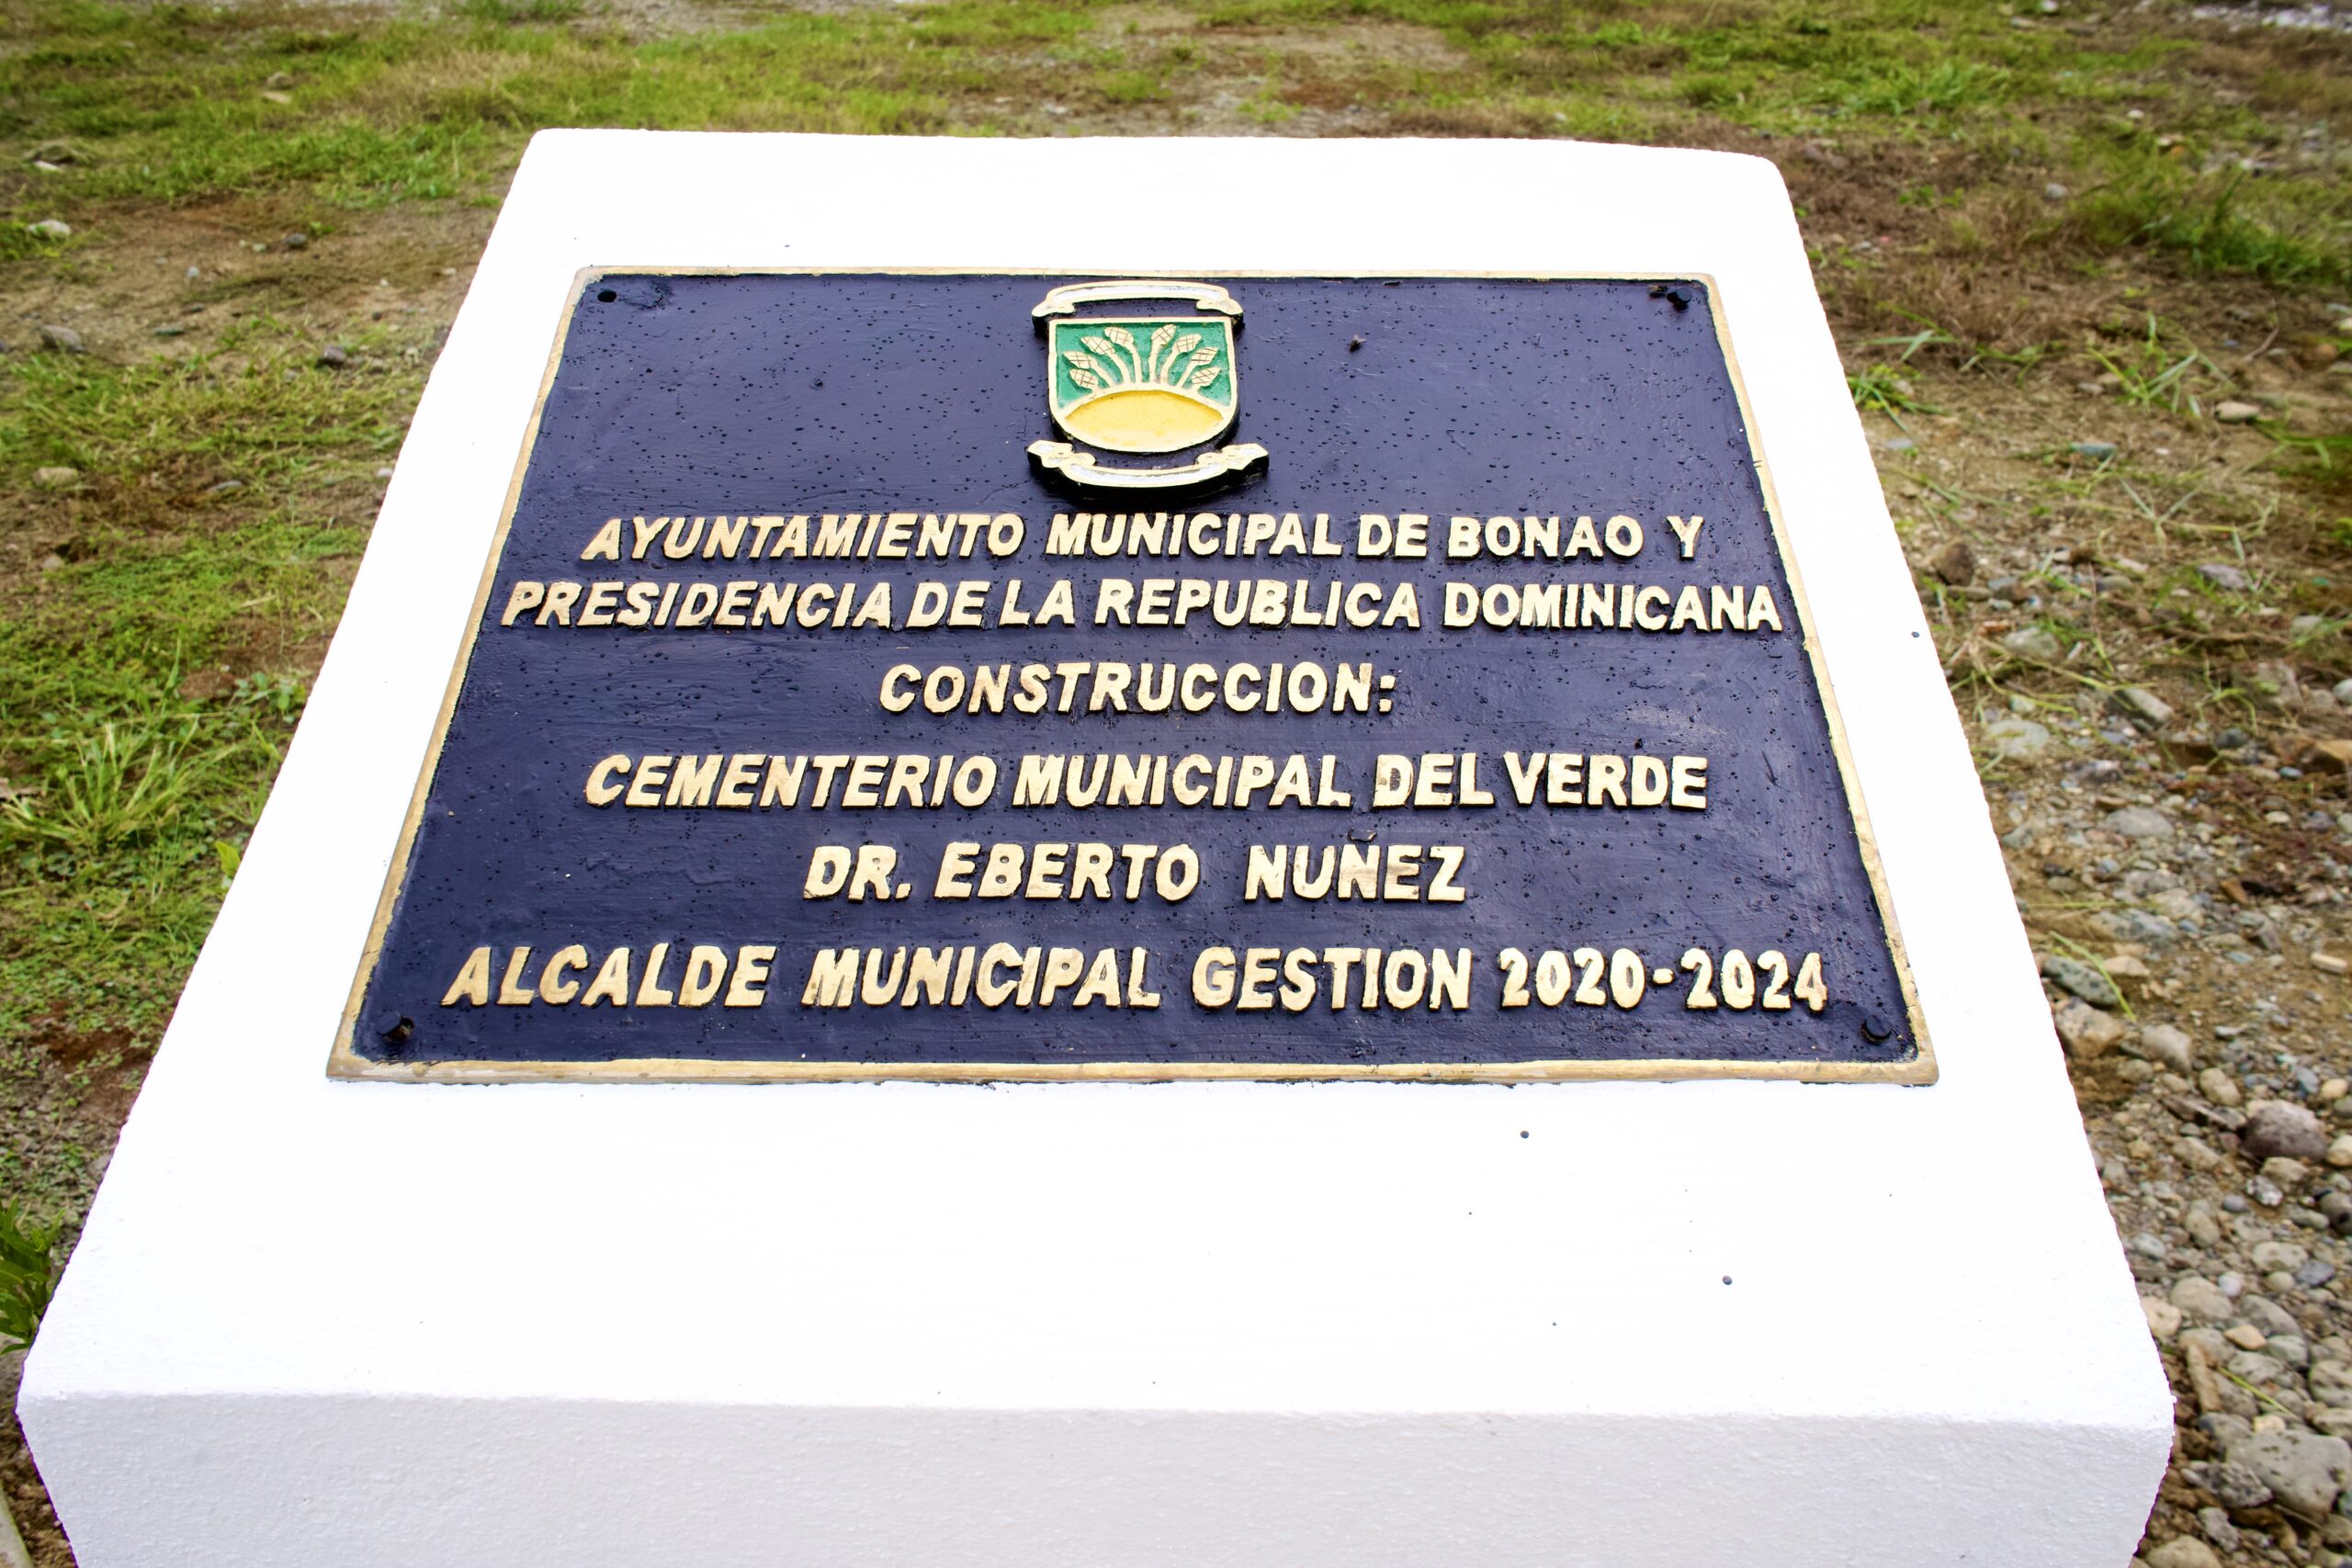 AYUNTAMIENTO MUNICIPAL DE BONAO Y
PRESIDENCIA DE LA REPUBLICA DOMINICANA
CONSTRUCCION:
CEMENTERIO MUNICIPAL DEL VERDE
DR. EBERTO NUÑEZ
ALCALDE MUNICIPAL GESTION 2020-2024